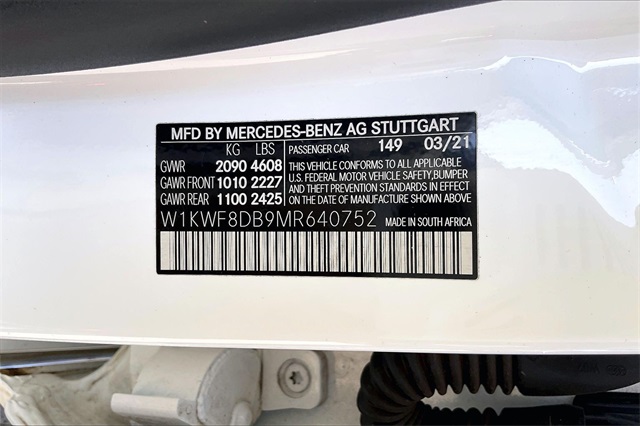 MFD BY MERCEDES-BENZ AG STUTTGART
KG LBS PASSENGER CAR 149 03/21
GVWR 2090 4608
GAWR FRONT 1010 2227
GAWR REAR 1100 2425
THIS VEHICLE CONFORMS TO ALL APPLICABLE
U.S. FEDERAL MOTOR VEHICLE SAFETY, BUMPER
AND THEFT PREVENTION STANDARDS IN EFFECT
ON THE DATE OF MANUFACTURE SHOWN ABOVE
W1KWF8DB9MR640752 MADE IN SOUTH AFRICA